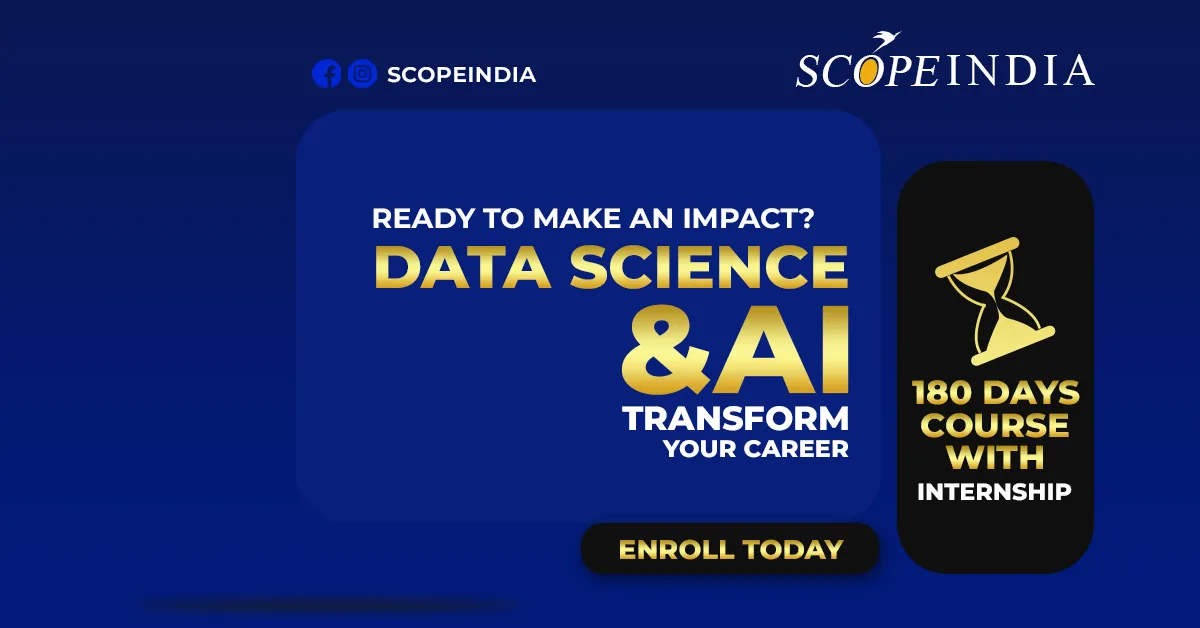 SCOPEINDIA
SCOPEINDIA
READY TO MAKE AN IMPACT?
DATA SCIENCE
&AI
TRANSFORM
YOUR CAREER
180 DAYS
COURSE
WITH
INTERNSHIP
ENROLL TODAY